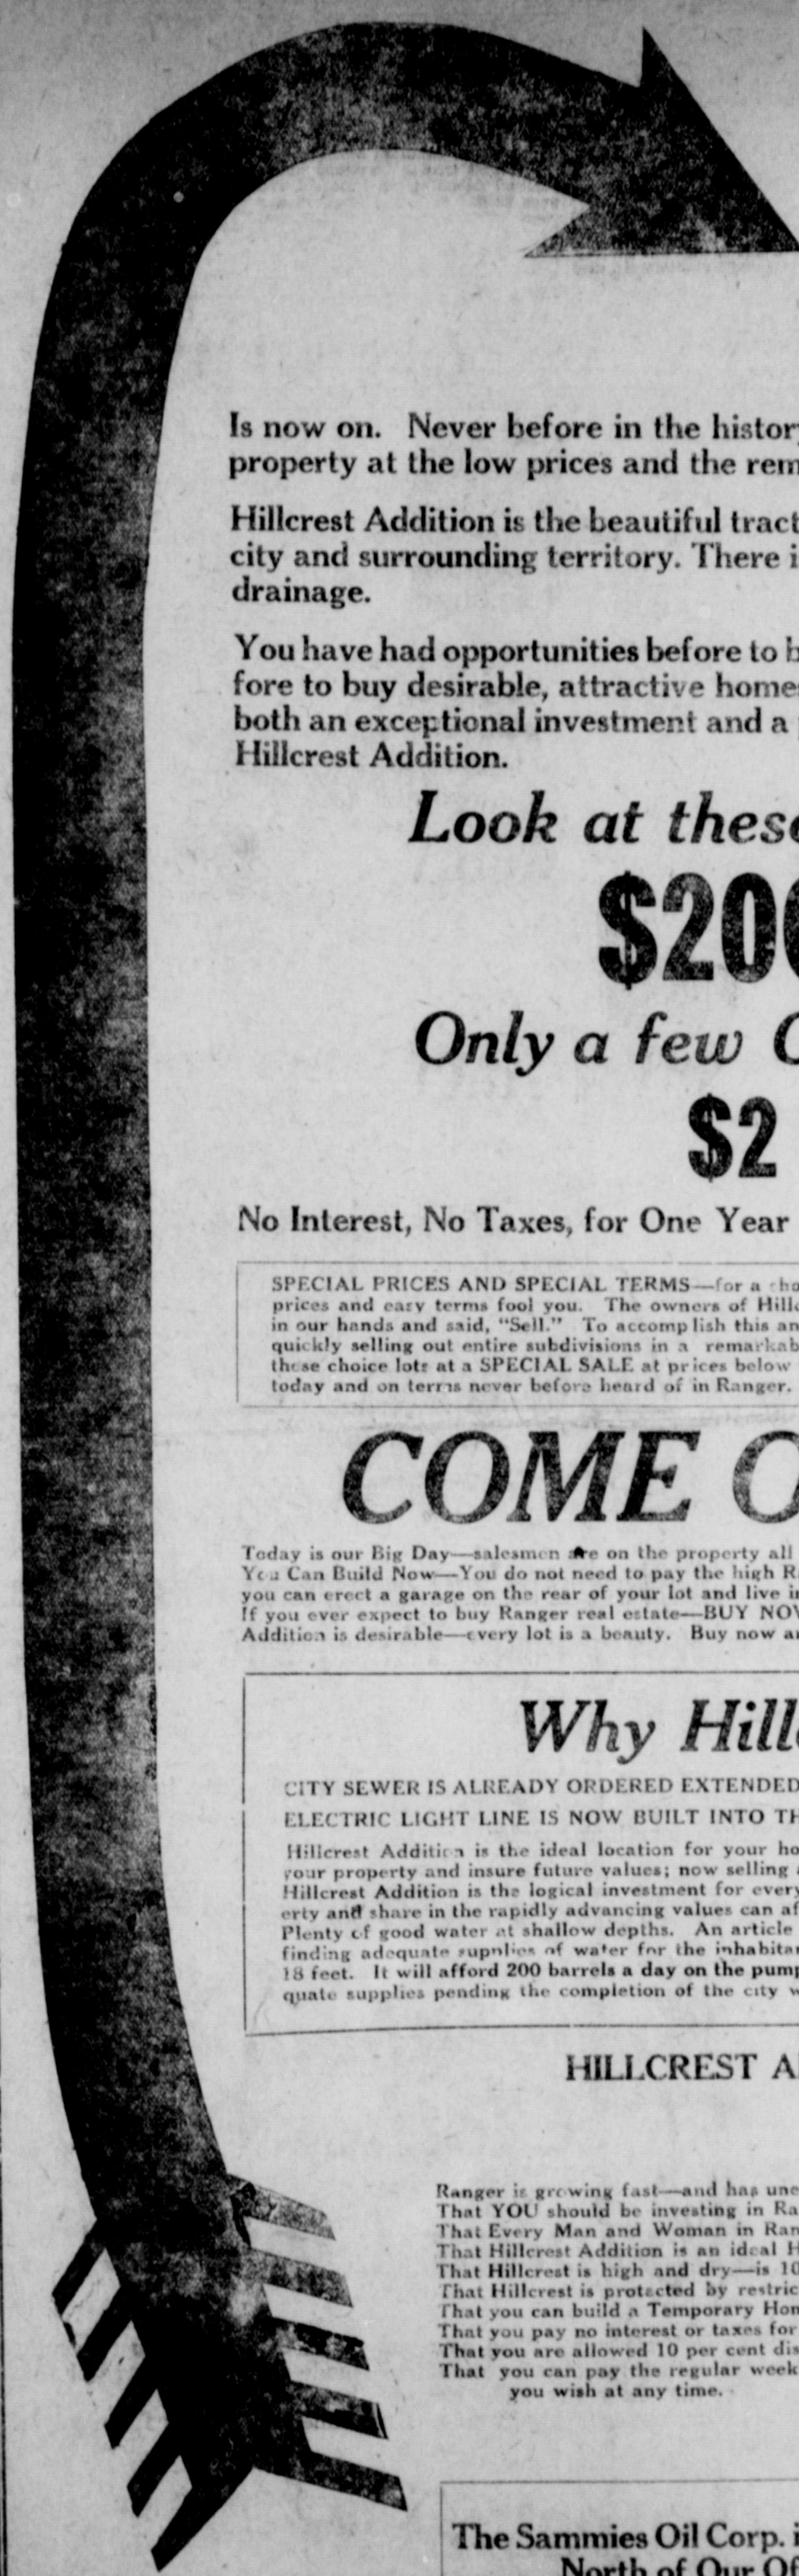 Is now on. Never before in the histor
property at the low prices and the rem
Hillcrest Addition is the beautiful tract
city and surrounding territory. There i
drainage.
You have had opportunities before to b
fore to buy desirable, attractive home
both an exceptional investment and a
Hillcrest Addition.
Look at these
$200
Only a few C
$2
No Interest, No Taxes, for One Year
SPECIAL PRICES AND SPECIAL TERMS—for a cho
prices and easy terms fool you. The owners of Hillc
in our hands and said, "Sell." To accomplish this an
quickly selling out entire subdivisions in a remarkab
these choice lots at a SPECIAL SALE at prices below
today and on terms never before heard of in Ranger.
COME O
Today is our Big Day—salesmen are on the property all
You Can Build Now—You do not need to pay the high R
you can erect a garage on the rear of your lot and live i
If you ever expect to buy Ranger real estate—BUY NOW
Addition is desirable—every lot is a beauty. Buy now a
Why Hillc
CITY SEWER IS ALREADY ORDERED EXTENDED
ELECTRIC LIGHT LINE IS NOW BUILT INTO TH
Hillcrest Addition is the ideal location for your ho
your property and insure future values; now selling
Hillcrest Addition is the logical investment for every
erty and share in the rapidly advancing values can af
Plenty of good water at shallow depths. An article
finding adequate supplies of water for the inhabitan
18 feet. It will afford 200 barrels a day on the pump
quate supplies pending the completion of the city w
HILLCREST A
Ranger is growing fast—and has une
That YOU should be investing in Ra
That Every Man and Woman in Ran
That Hillcrest Addition is an ideal H
That Hillcrest is high and dry—is 10
That Hillcrest is protected by restric
That you can build a Temporary Hom
That you pay no interest or taxes for
That you are allowed 10 per cent dis
That you can pay the regular week
you wish at any time.
The Sammies Oil Corp. i
North of Our Of